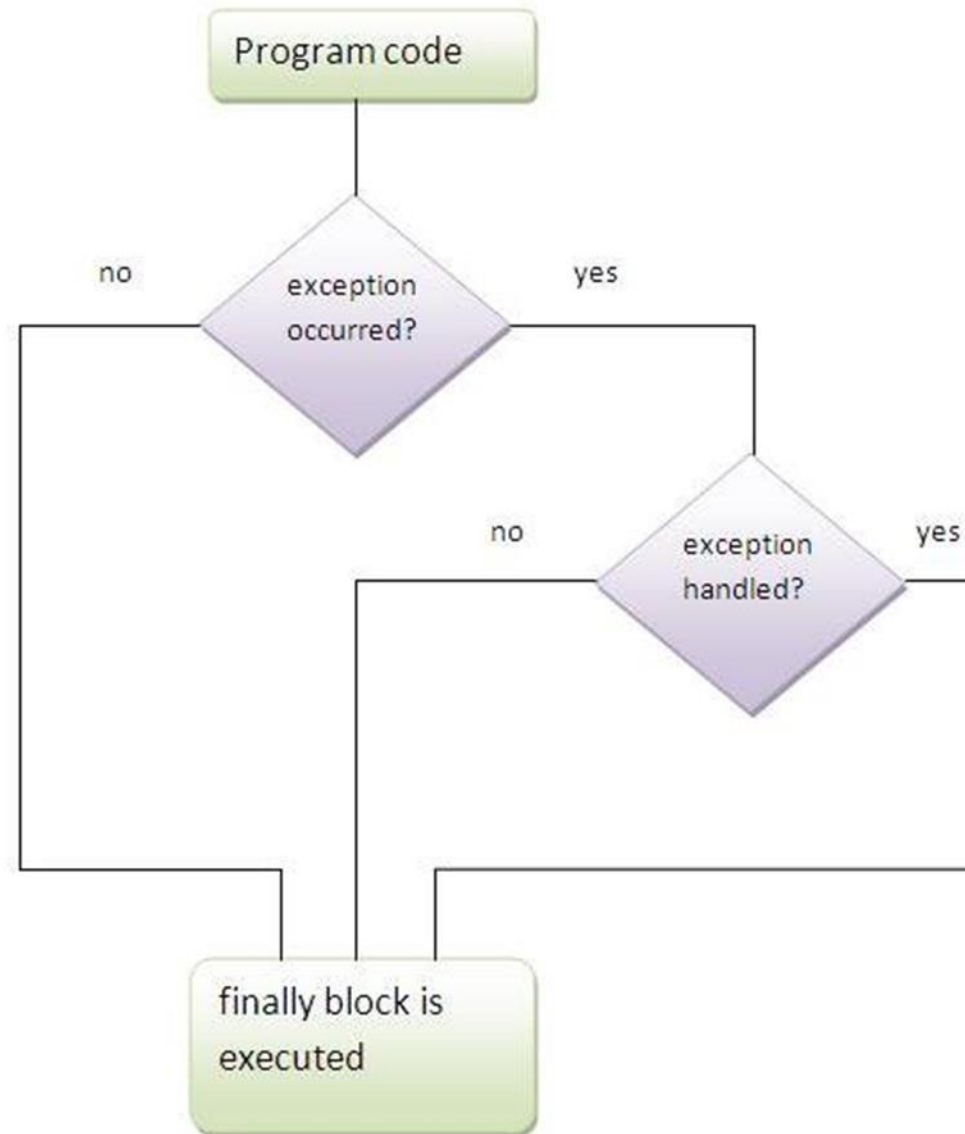 Program code
no
yes
exception
occurred?
no
yes
exception
handled?
finally block is
executed